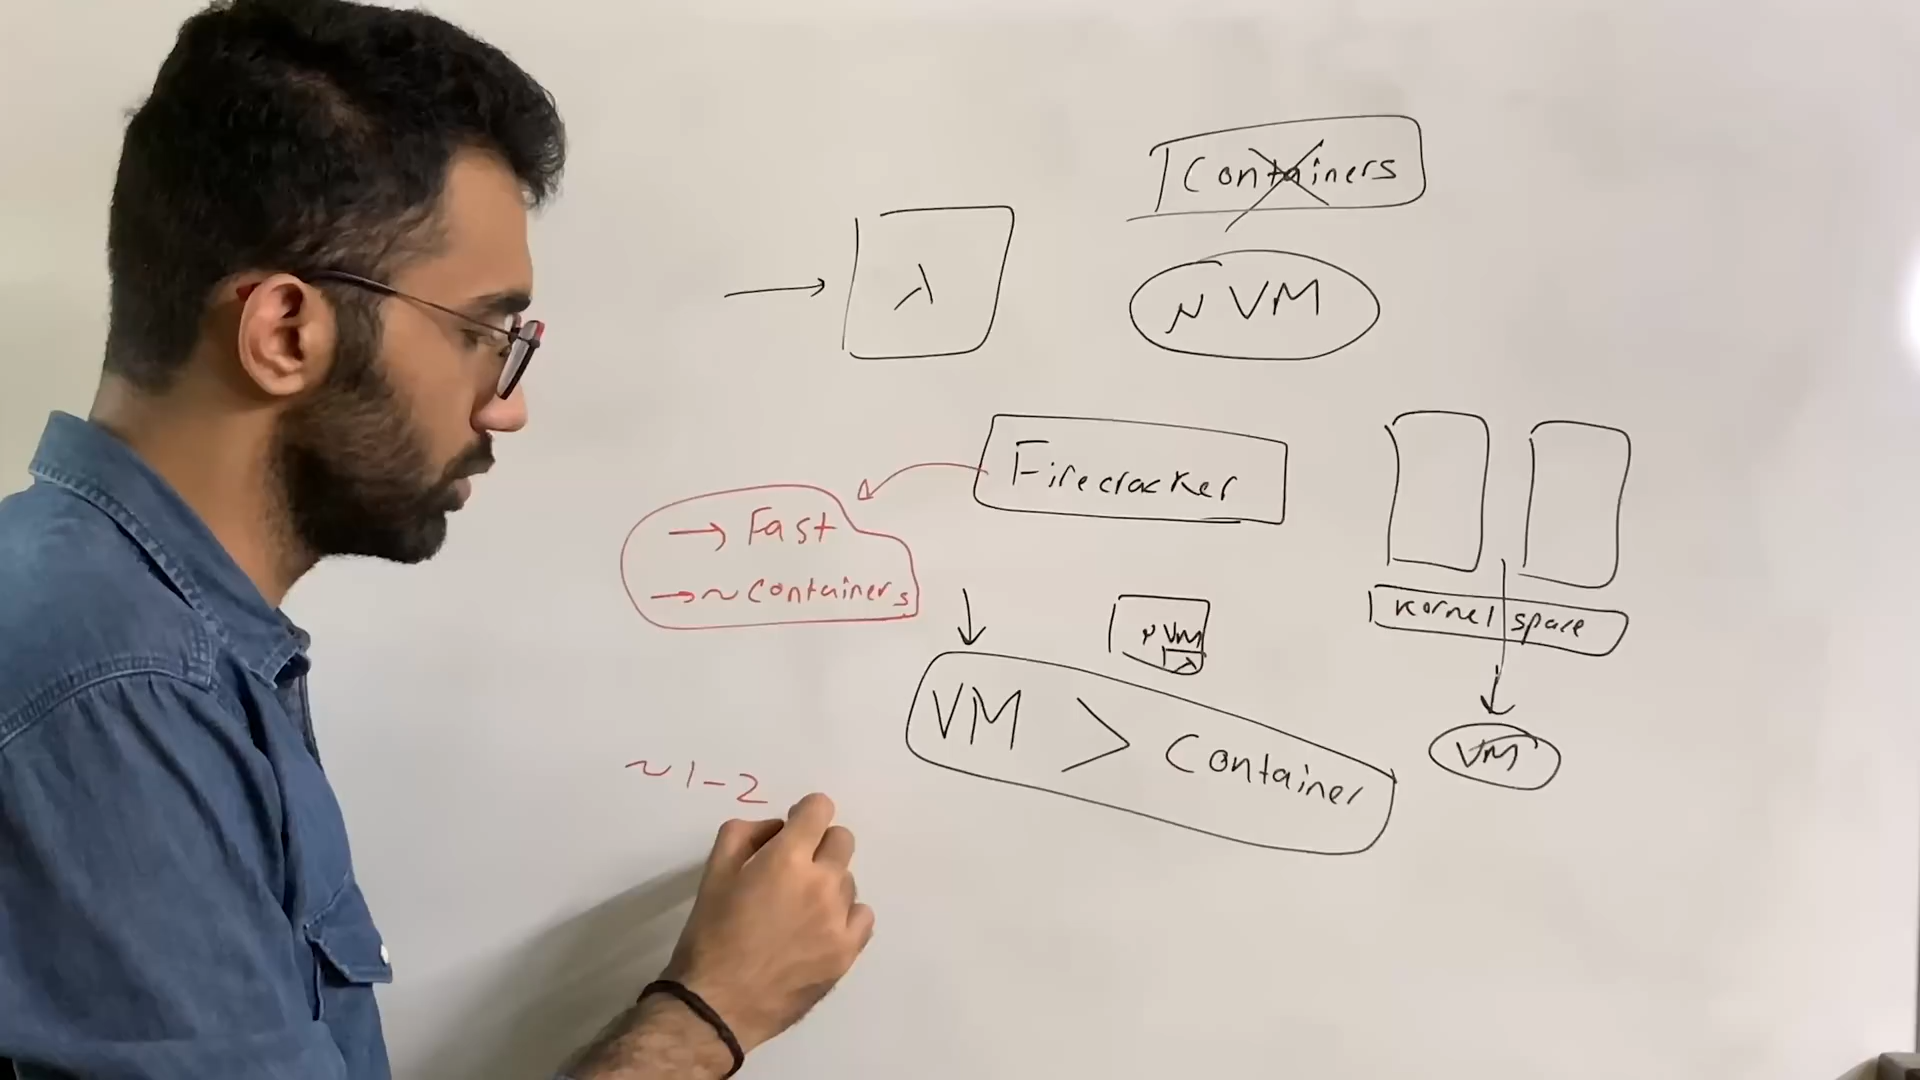 Containers
λ
μ VM
Firecracker
→ Fast
→ ~ Containers
kernel space
μ VM
λ
VM > Container
VM
~ 1-2